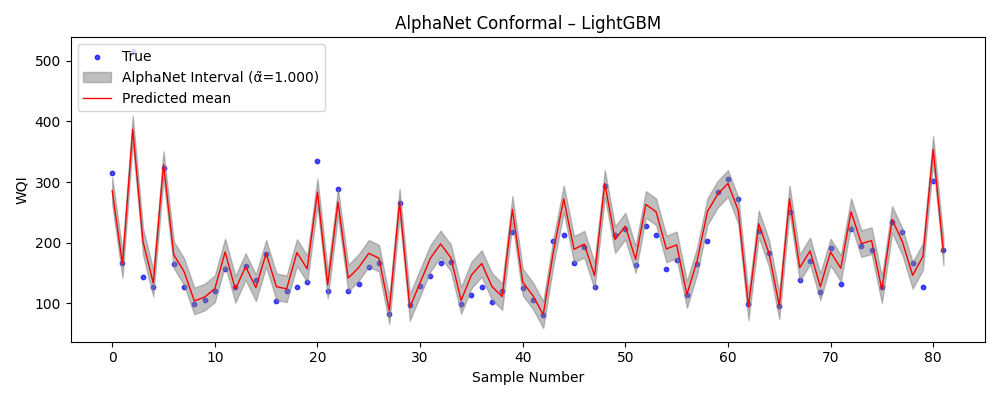 AlphaNet Conformal – LightGBM
True
AlphaNet Interval (α̃=1.000)
Predicted mean
WQI
500
400
300
200
100
0 10 20 30 40 50 60 70 80
Sample Number